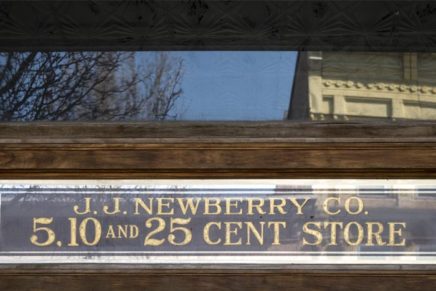 J. J. NEWBERRY CO.
5, 10 AND 25 CENT STORE